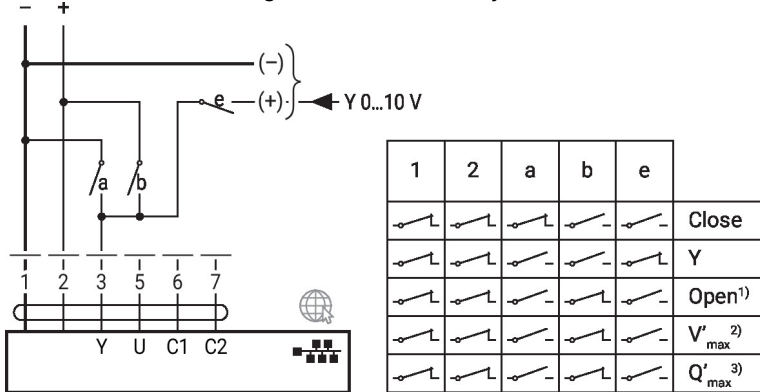 − +
(−)
e (+) Y 0...10 V
a b
1 2 3 5 6 7
Y U C1 C2
1 2 a b e
Close
Y
Open1)
V'max 2)
Q'max 3)